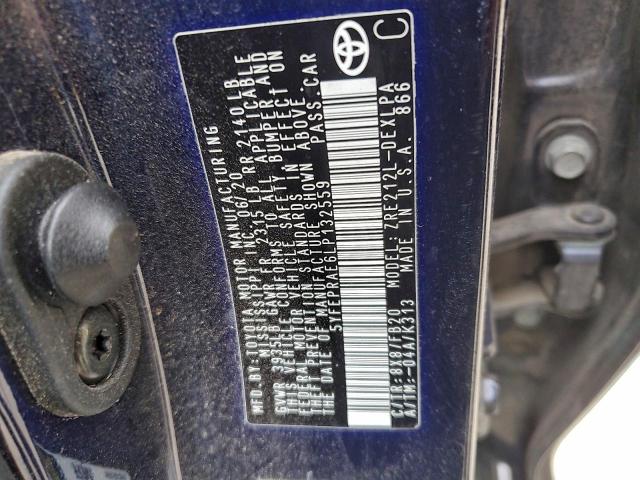 MFD.BY:TOYOTA MOTOR MANUFACTURING
MISSISSIPPI, INC. 06/20
GVWR 3935LB GAWR FR 2315 LB RR 2140 LB
THIS VEHICLE CONFORMS TO ALL APPLICABLE
FEDERAL MOTOR VEHICLE SAFETY, BUMPER, AND
THEFT PREVENTION STANDARDS IN EFFECT ON
THE DATE OF MANUFACTURE SHOWN ABOVE.
5YFEPRAE6LP132559 PASS.CAR
C/TR:8X8/FB20 MODEL: ZRE212L-DEXLPA
A/TM:-04A/K313 MADE IN U.S.A. 866
C